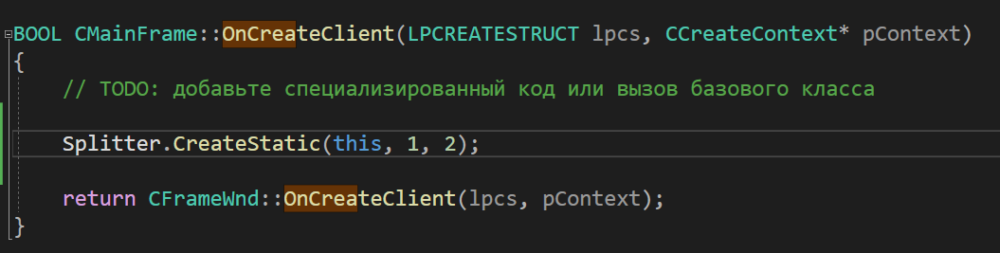 BOOL CMainFrame::OnCreateClient(LPCREATESTRUCT lpcs, CCreateContext* pContext)
{
// TODO: добавьте специализированный код или вызов базового класса
Splitter.CreateStatic(this, 1, 2);
return CFrameWnd::OnCreateClient(lpcs, pContext);
}